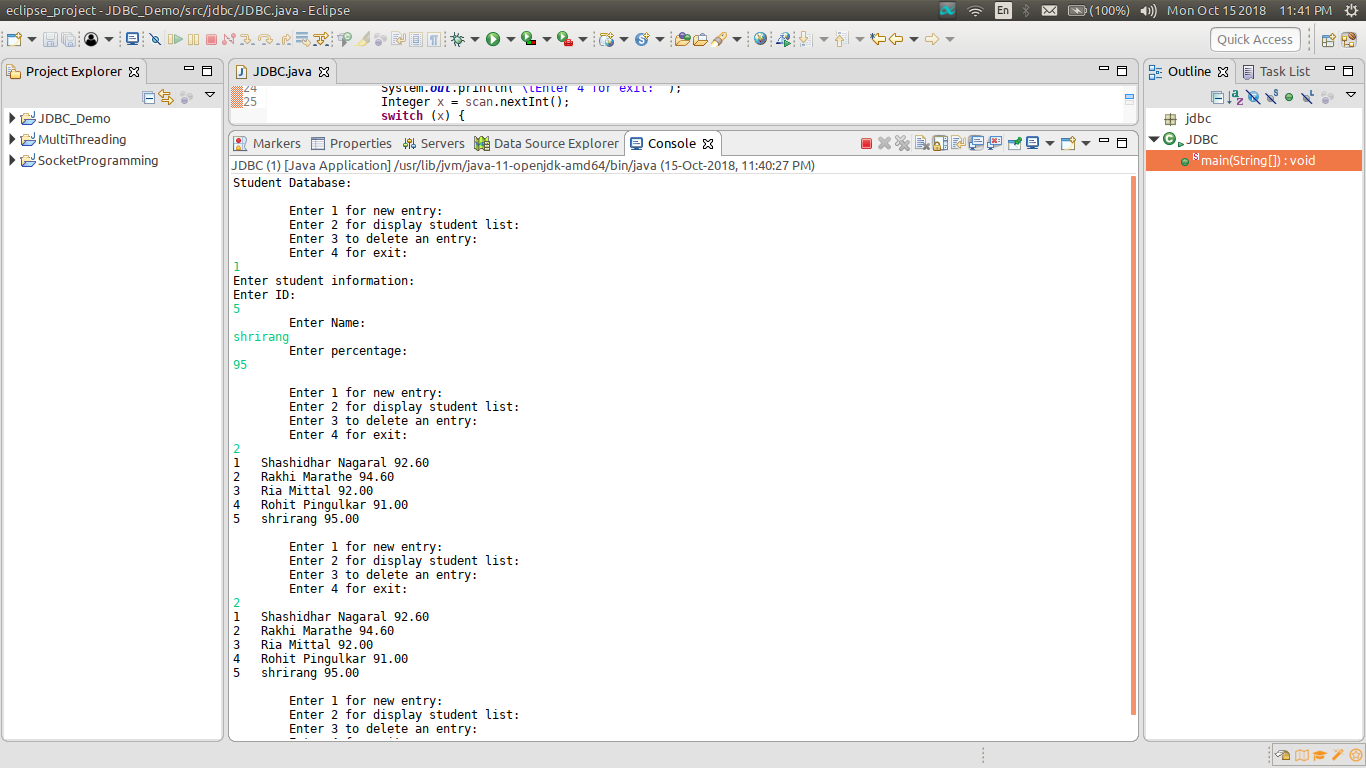 eclipse_project - JDBC_Demo/src/jdbc/JDBC.java - Eclipse
En
(100%)
Mon Oct 15 2018
11:41 PM
Quick Access
Project Explorer
JDBC_Demo
MultiThreading
SocketProgramming
JDBC.java
24 System.out.println("\tEnter 4 for exit: ");
25 Integer x = scan.nextInt();
switch (x) {
Markers Properties Servers Data Source Explorer Console
JDBC (1) [Java Application] /usr/lib/jvm/java-11-openjdk-amd64/bin/java (15-Oct-2018, 11:40:27 PM)
Student Database:
Enter 1 for new entry:
Enter 2 for display student list:
Enter 3 to delete an entry:
Enter 4 for exit:
1
Enter student information:
Enter ID:
5
Enter Name:
shrirang
Enter percentage:
95
Enter 1 for new entry:
Enter 2 for display student list:
Enter 3 to delete an entry:
Enter 4 for exit:
2
1 Shashidhar Nagaral 92.60
2 Rakhi Marathe 94.60
3 Ria Mittal 92.00
4 Rohit Pingulkar 91.00
5 shrirang 95.00
Enter 1 for new entry:
Enter 2 for display student list:
Enter 3 to delete an entry:
Enter 4 for exit:
2
1 Shashidhar Nagaral 92.60
2 Rakhi Marathe 94.60
3 Ria Mittal 92.00
4 Rohit Pingulkar 91.00
5 shrirang 95.00
Enter 1 for new entry:
Enter 2 for display student list:
Enter 3 to delete an entry:
Outline Task List
jdbc
JDBC
main(String[]) : void